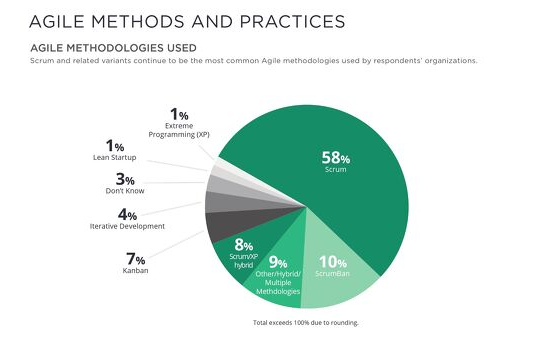 AGILE METHODS AND PRACTICES
AGILE METHODOLOGIES USED
Scrum and related variants continue to be the most common Agile methodologies used by respondents' organizations.
1%
Extreme
Programming (XP)
1%
Lean Startup
3%
Don't Know
4%
Iterative Development
7%
Kanban
8%
Scrum/XP
hybrid
9%
Other/Hybrid/
Multiple
Methdologies
10%
ScrumBan
58%
Scrum
Total exceeds 100% due to rounding.